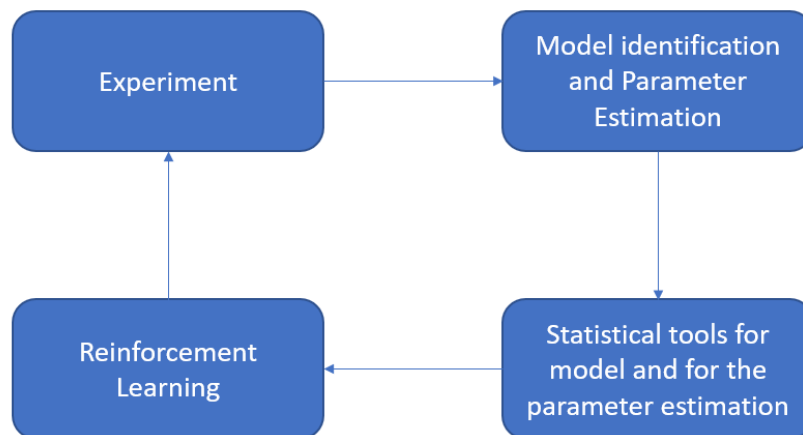 Experiment
Model identification
and Parameter
Estimation
Reinforcement
Learning
Statistical tools for
model and for the
parameter estimation